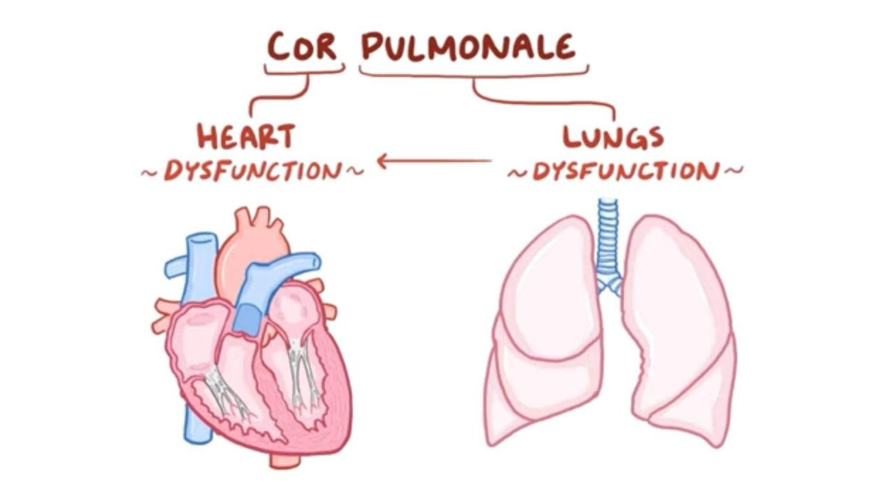 COR PULMONALE
HEART
~DYSFUNCTION~
LUNGS
~DYSFUNCTION~